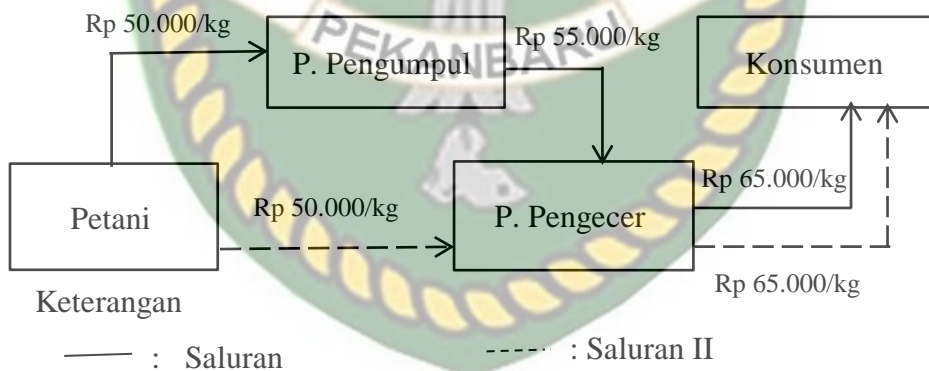 Rp 50.000/kg
PEKANBARU
Rp 55.000/kg
P. Pengumpul
Konsumen
Rp 65.000/kg
Petani
Rp 50.000/kg
P. Pengecer
Rp 65.000/kg
Keterangan
: Saluran
: Saluran II